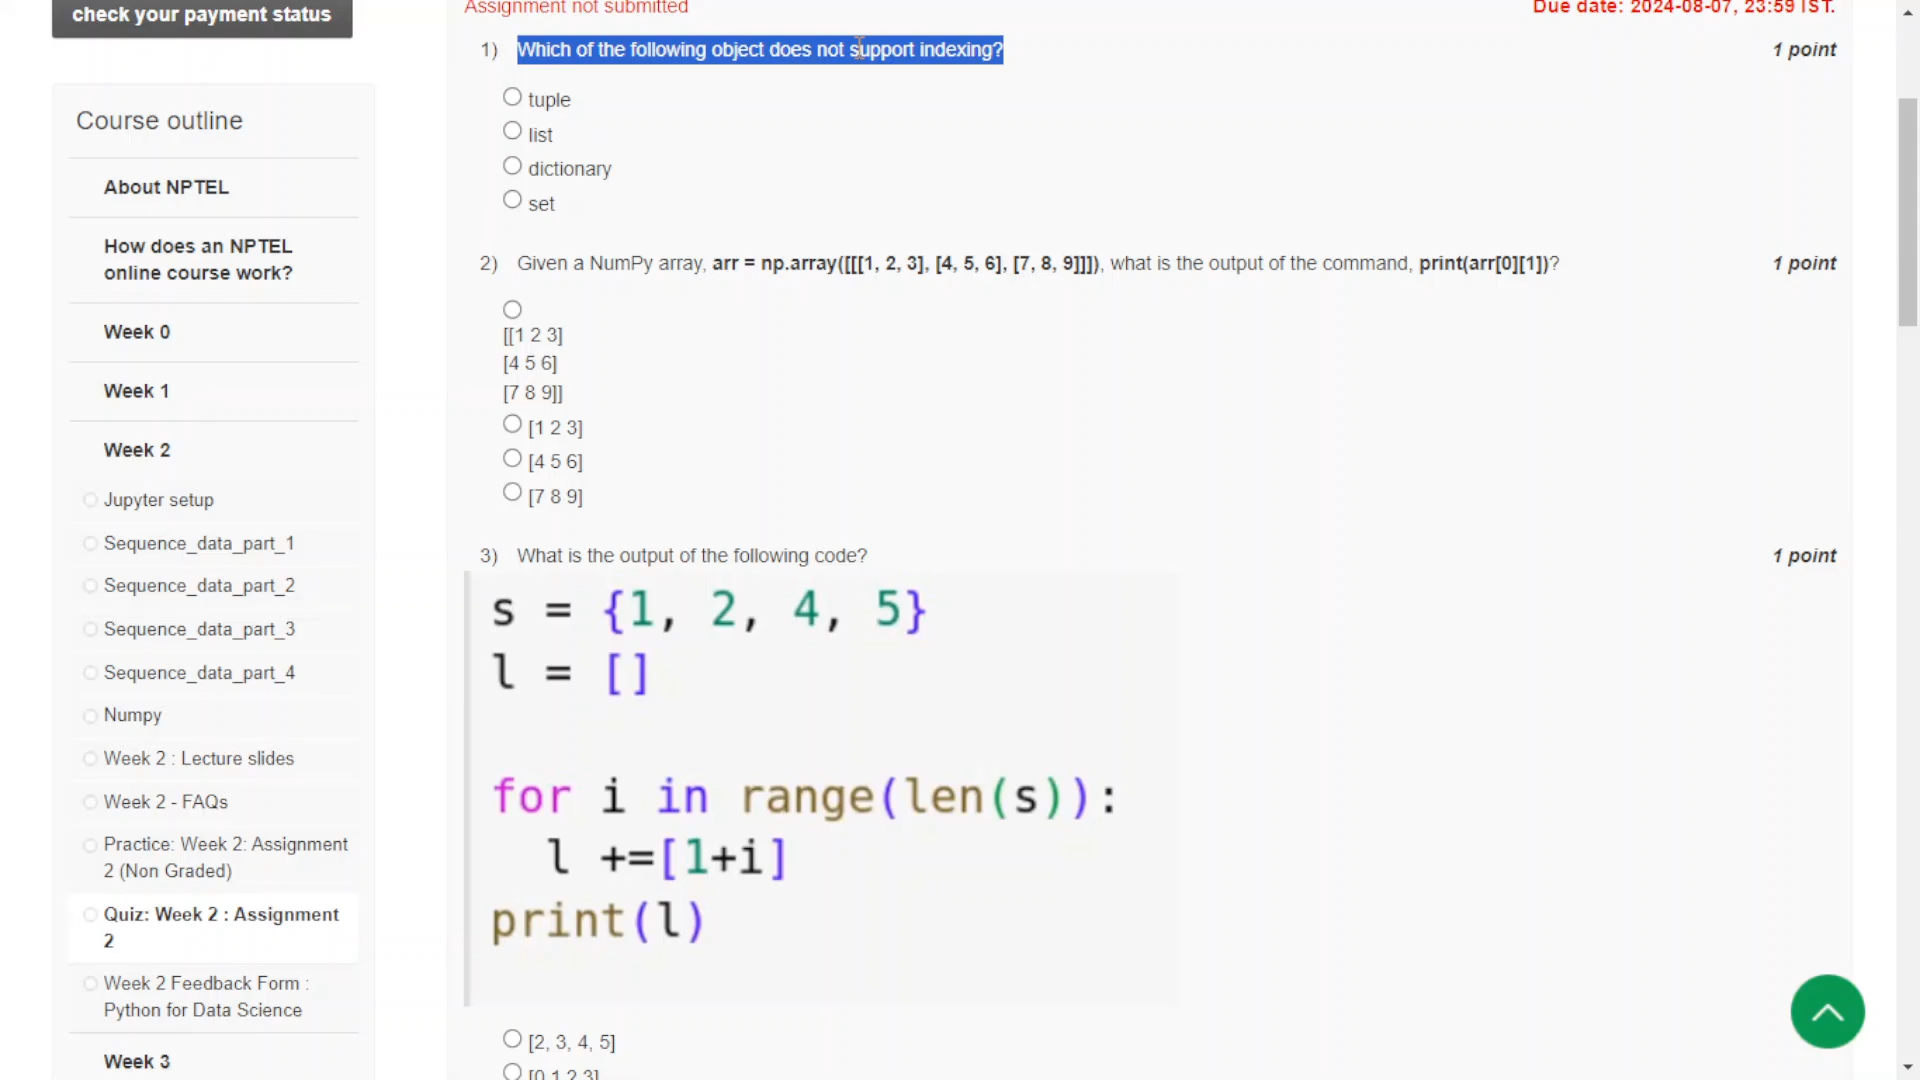 check your payment status
Assignment not submitted
Due date: 2024-08-07, 23:59 IST.
Course outline
About NPTEL
How does an NPTEL
online course work?
Week 0
Week 1
Week 2
Jupyter setup
Sequence_data_part_1
Sequence_data_part_2
Sequence_data_part_3
Sequence_data_part_4
Numpy
Week 2 : Lecture slides
Week 2 - FAQs
Practice: Week 2: Assignment
2 (Non Graded)
Quiz: Week 2 : Assignment
2
Week 2 Feedback Form :
Python for Data Science
Week 3
1) Which of the following object does not support indexing? 1 point
tuple
list
dictionary
set
2) Given a NumPy array, arr = np.array([[[1, 2, 3], [4, 5, 6], [7, 8, 9]]]), what is the output of the command, print(arr[0][1])? 1 point
[[1 2 3]
[4 5 6]
[7 8 9]]
[1 2 3]
[4 5 6]
[7 8 9]
3) What is the output of the following code? 1 point
s = {1, 2, 4, 5}
l = []
for i in range(len(s)):
l +=[1+i]
print(l)
[2, 3, 4, 5]
[0,1,2,3]